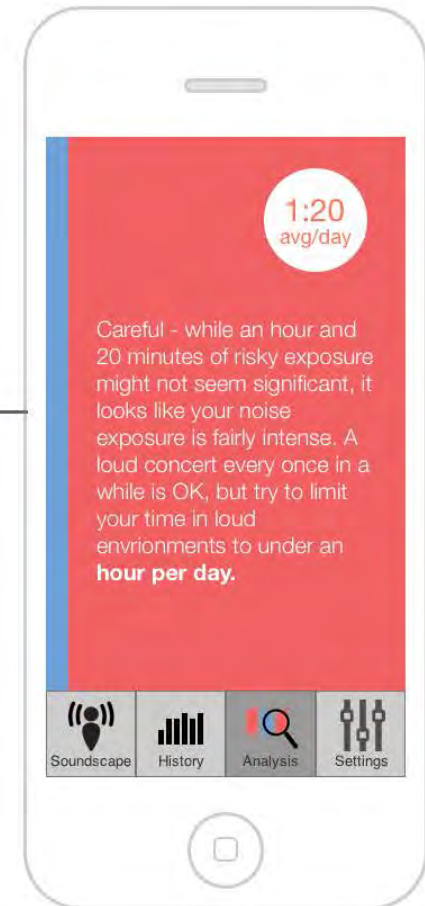 1:20
avg/day
Careful - while an hour and
20 minutes of risky exposure
might not seem significant, it
looks like your noise
exposure is fairly intense. A
loud concert every once in a
while is OK, but try to limit
your time in loud
envrionments to under an
hour per day.
Soundscape History Analysis Settings